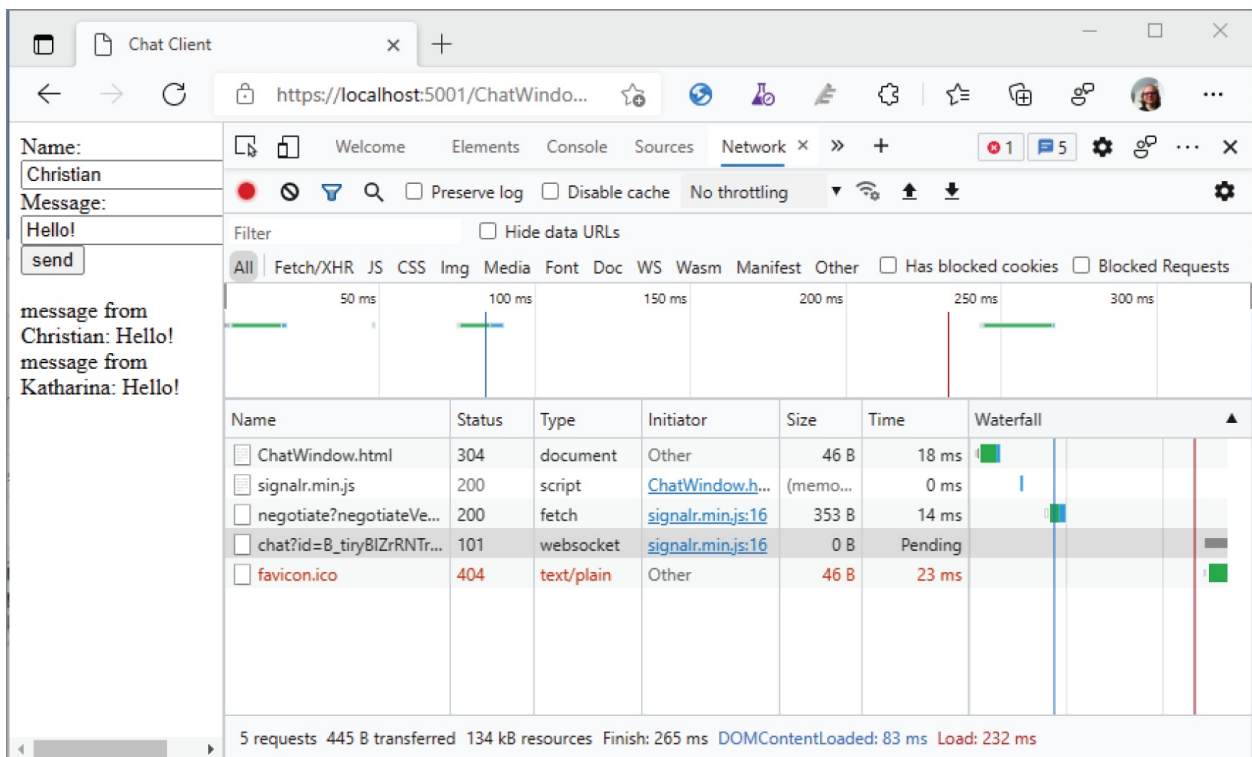 Chat Client
https://localhost:5001/ChatWindo...
Name:
Christian
Message:
Hello!
send
message from
Christian: Hello!
message from
Katharina: Hello!
Welcome Elements Console Sources Network 1 5
Preserve log Disable cache No throttling
Filter Hide data URLs
All Fetch/XHR JS CSS Img Media Font Doc WS Wasm Manifest Other Has blocked cookies Blocked Requests
50 ms 100 ms 150 ms 200 ms 250 ms 300 ms
Name Status Type Initiator Size Time Waterfall
ChatWindow.html 304 document Other 46 B 18 ms
signalr.min.js 200 script ChatWindow.h... (memo... 0 ms
negotiate?negotiateVe... 200 fetch signalr.min.js:16 353 B 14 ms
chat?id=B_tiryBIZrRNTr... 101 websocket signalr.min.js:16 0 B Pending
favicon.ico 404 text/plain Other 46 B 23 ms
5 requests 445 B transferred 134 kB resources Finish: 265 ms DOMContentLoaded: 83 ms Load: 232 ms